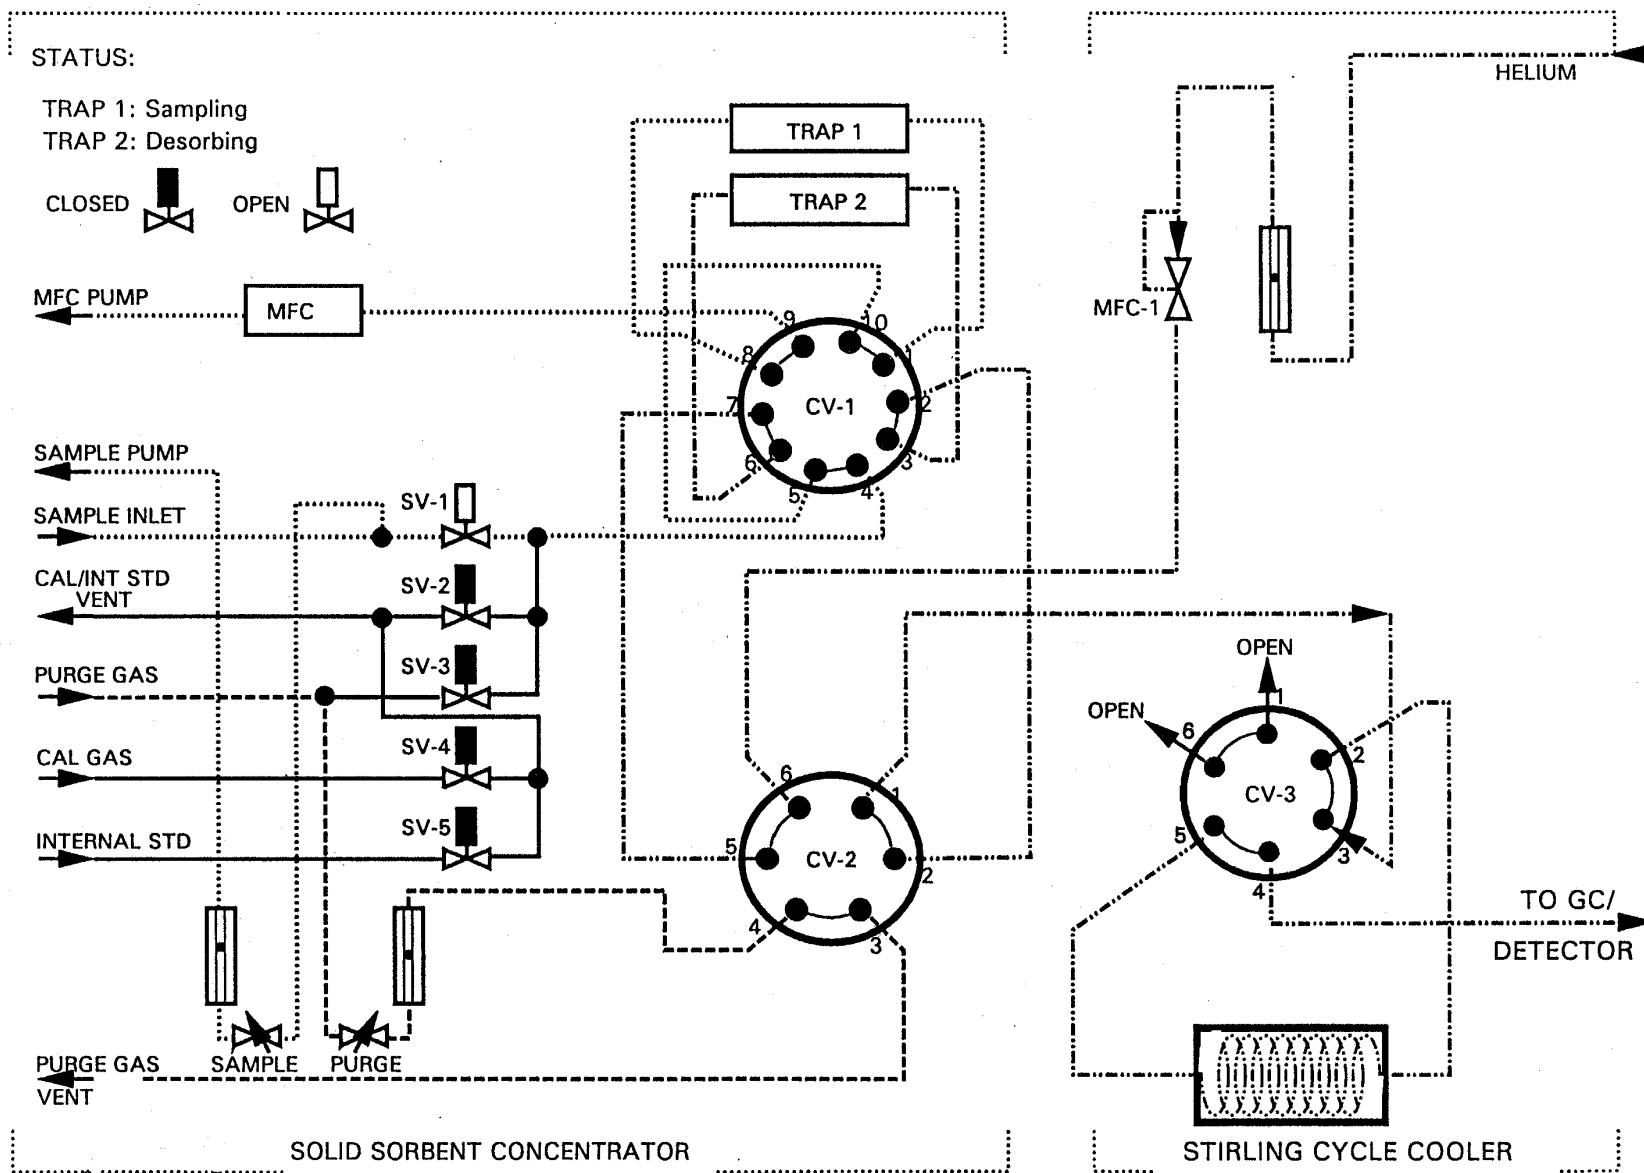 STATUS:
TRAP 1: Sampling
TRAP 2: Desorbing
CLOSED
OPEN
HELIUM
TRAP 1
TRAP 2
MFC PUMP
MFC
MFC-1
9
10
8
1
7
CV-1
2
6
3
5
4
SAMPLE PUMP
SAMPLE INLET
SV-1
CAL/INT STD
VENT
SV-2
PURGE GAS
SV-3
CAL GAS
SV-4
INTERNAL STD
SV-5
6
1
5
CV-2
2
4
3
OPEN
OPEN
1
6
2
CV-3
5
3
4
TO GC/
DETECTOR
SAMPLE
PURGE
PURGE GAS
VENT
SOLID SORBENT CONCENTRATOR
STIRLING CYCLE COOLER